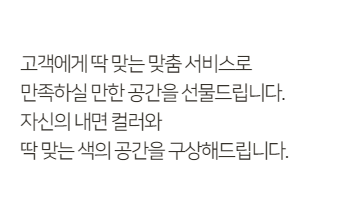 고객에게 딱 맞는 맞춤 서비스로
만족하실 만한 공간을 선물드립니다.
자신의 내면 컬러와
딱 맞는 색의 공간을 구상해드립니다.